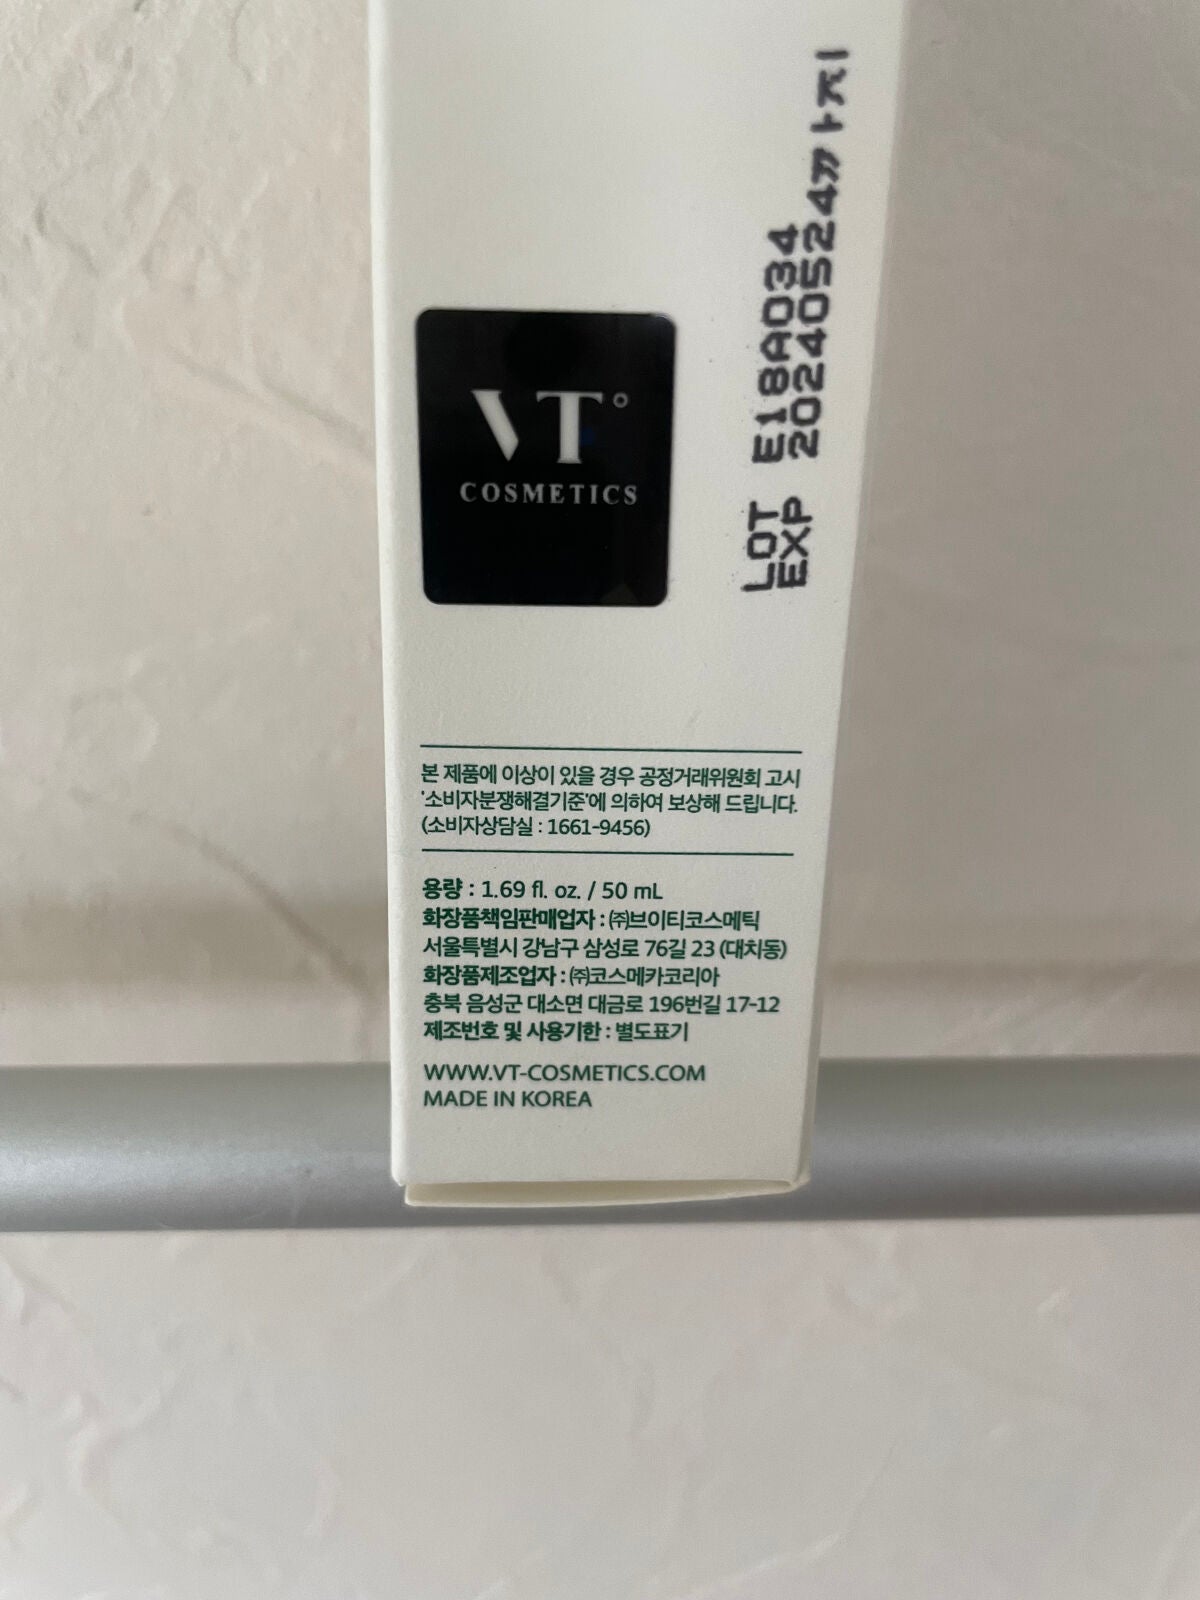 VT°
COSMETICS
LOT E18A034
EXP 20240524까지
본 제품에 이상이 있을 경우 공정거래위원회 고시
'소비자분쟁해결기준'에 의하여 보상해 드립니다.
(소비자상담실 : 1661-9456)
용량 : 1.69 fl. oz. / 50 mL
화장품책임판매업자 : ㈜브이티코스메틱
서울특별시 강남구 삼성로 76길 23 (대치동)
화장품제조업자 : ㈜코스메카코리아
충북 음성군 대소면 대금로 196번길 17-12
제조번호 및 사용기한 : 별도표기
WWW.VT-COSMETICS.COM
MADE IN KOREA